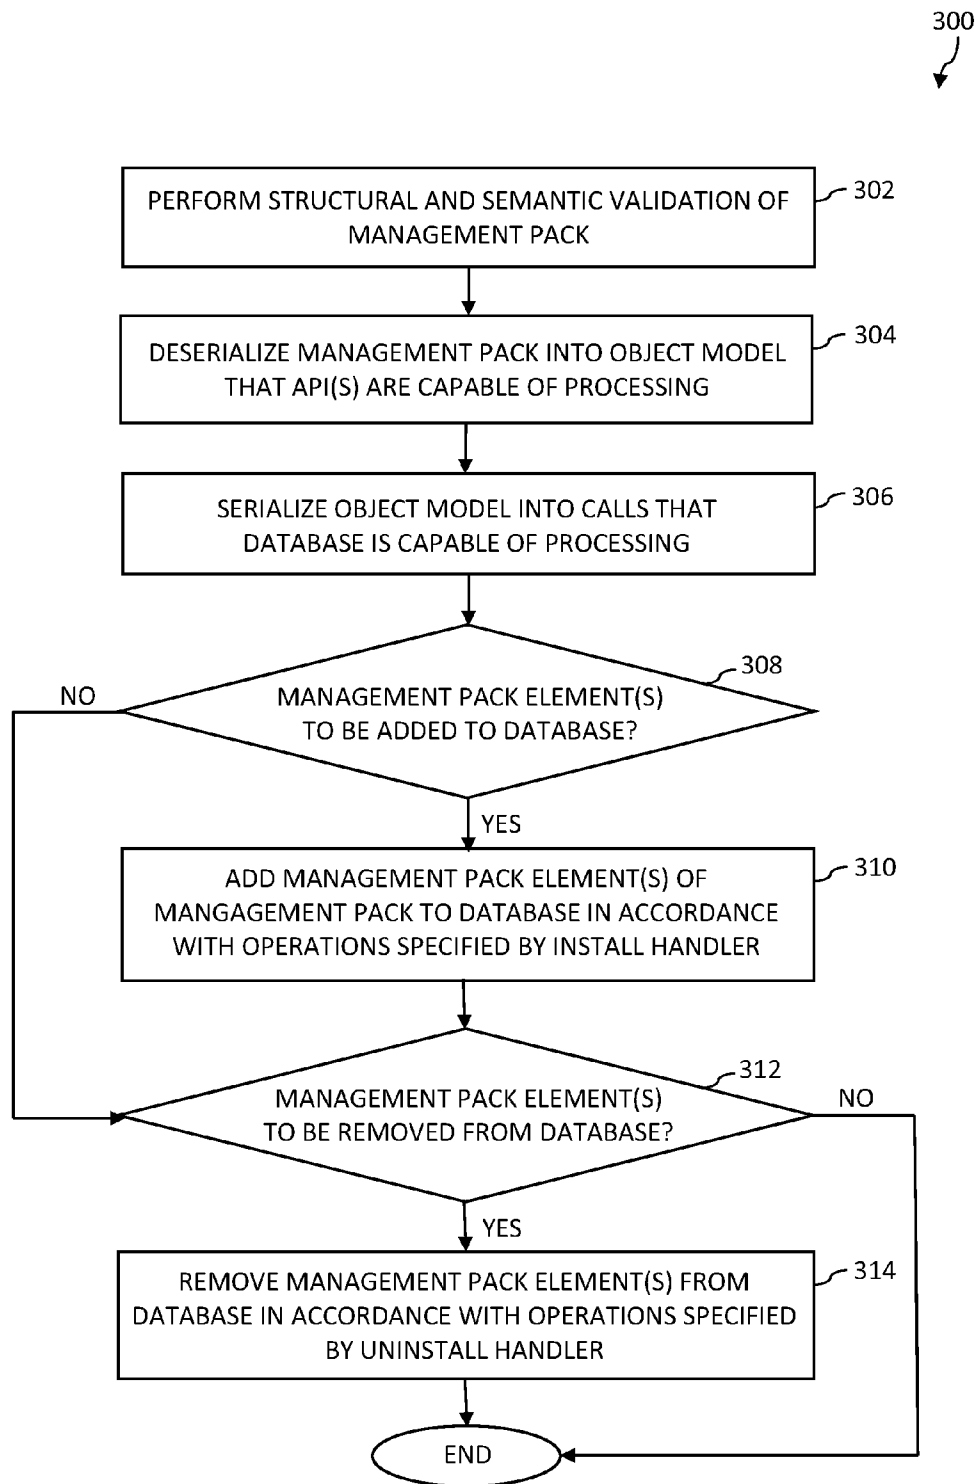 300
PERFORM STRUCTURAL AND SEMANTIC VALIDATION OF
MANAGEMENT PACK
302
DESERIALIZE MANAGEMENT PACK INTO OBJECT MODEL
THAT API(S) ARE CAPABLE OF PROCESSING
304
SERIALIZE OBJECT MODEL INTO CALLS THAT
DATABASE IS CAPABLE OF PROCESSING
306
MANAGEMENT PACK ELEMENT(S)
TO BE ADDED TO DATABASE?
308
NO
YES
ADD MANAGEMENT PACK ELEMENT(S) OF
MANGAGEMENT PACK TO DATABASE IN ACCORDANCE
WITH OPERATIONS SPECIFIED BY INSTALL HANDLER
310
MANAGEMENT PACK ELEMENT(S)
TO BE REMOVED FROM DATABASE?
312
NO
YES
REMOVE MANAGEMENT PACK ELEMENT(S) FROM
DATABASE IN ACCORDANCE WITH OPERATIONS SPECIFIED
BY UNINSTALL HANDLER
314
END